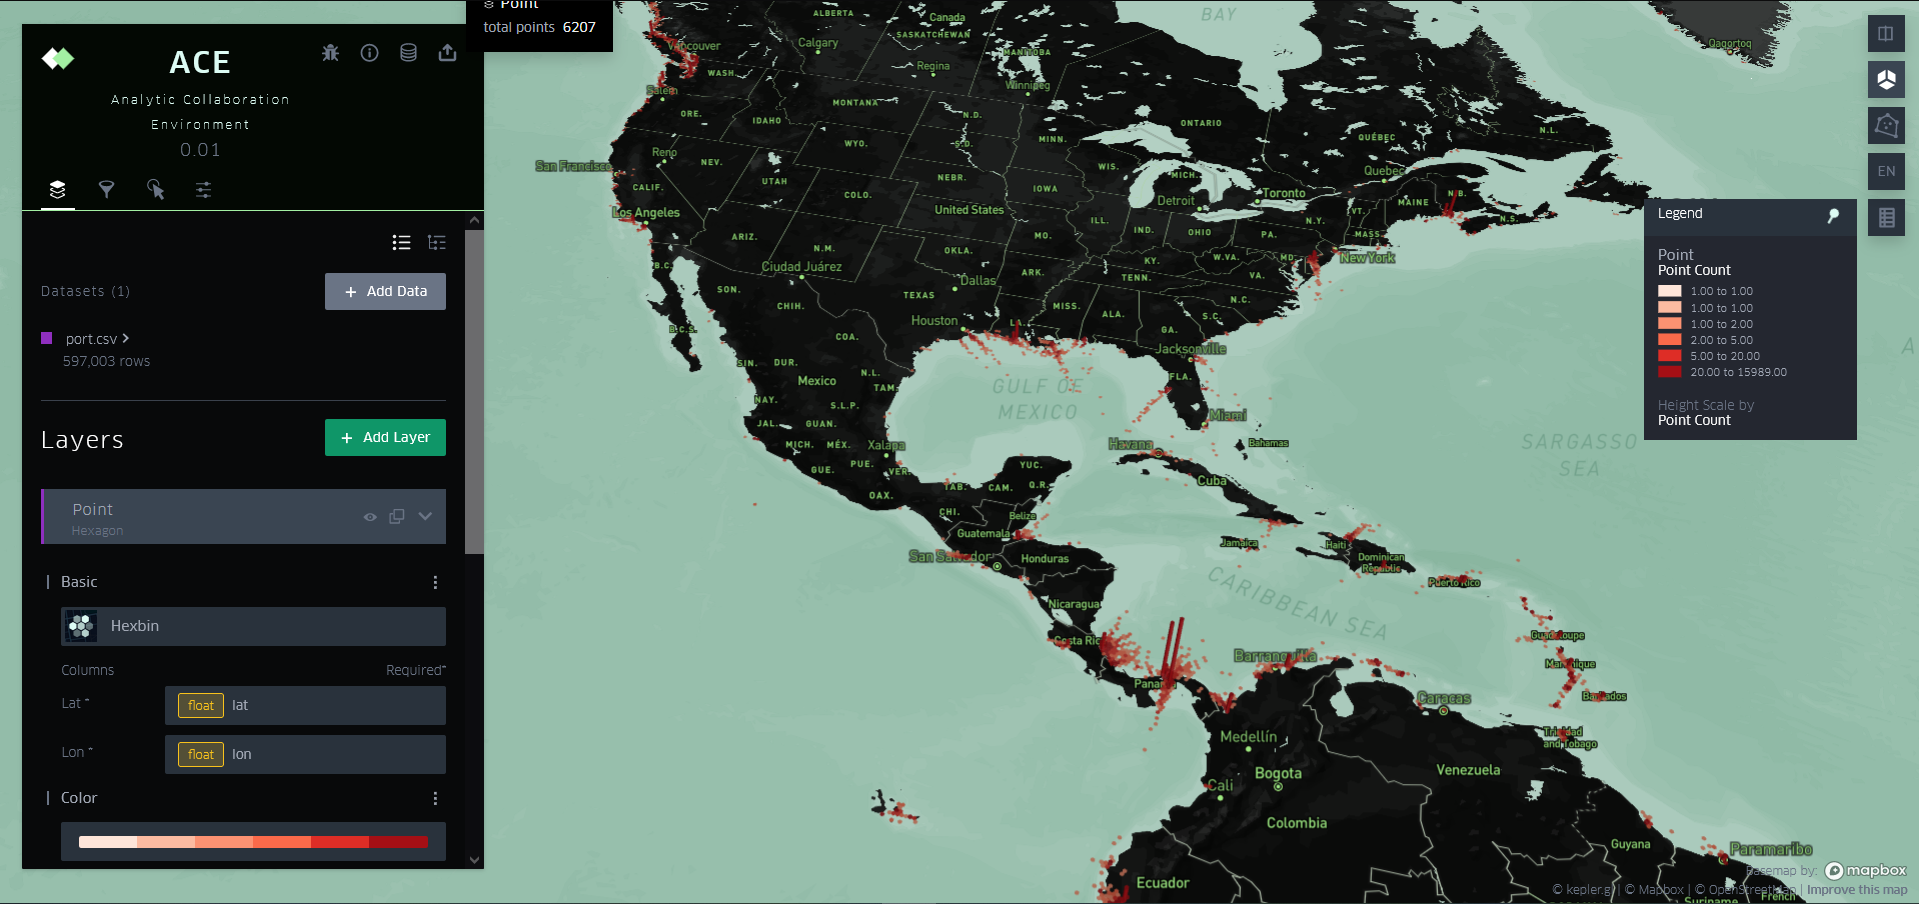 ACE
Analytic Collaboration
Environment
0.01
Datasets (1)
+ Add Data
port.csv
597,003 rows
Layers
+ Add Layer
Point
Hexagon
Basic
Hexbin
Columns
Required*
Lat *
float lat
Lon *
float lon
Color
Point
total points 6207
EN
Legend
Point
Point Count
1.00 to 1.00
1.00 to 1.00
1.00 to 2.00
2.00 to 5.00
5.00 to 20.00
20.00 to 15989.00
Height Scale by
Point Count
BAY
ALBERTA
Canada
SASKATCHEWAN
MANITOBA
Qaqortoq
Vancouver
Calgary
Regina
Winnipeg
WASH.
Salem
MONTANA
N.D.
ONTARIO
QUÉBEC
N.L.
ORE.
IDAHO
WYO.
S.D.
MINN.
WIS.
MICH.
Quebec
Reno
NEV.
San Francisco
UTAH
COLO.
NEBR.
IOWA
Detroit
Toronto
MAINE
N.B.
N.S.
CALIF.
Los Angeles
United States
ILL.
IND.
OHIO
PA.
N.Y.
VT.
MASS.
ARIZ.
N.M.
OKLA.
MO.
KY.
W.VA.
MD.
New York
B.C.
Ciudad Juárez
Dallas
ARK.
TENN.
VA.
SON.
CHIH.
TEXAS
MISS.
ALA.
GA.
S.C.
N.C.
B.C.S.
COA.
Houston
LA.
Jacksonville
SIN.
DUR.
N.L.
Mexico
TAM.
GULF OF
MEXICO
FLA.
NAY.
S.L.P.
Miami
JAL.
GUAN.
Havana
Bahamas
SARGASSO
SEA
A
MICH.
MÉX.
Xalapa
GUE.
PUE.
VER.
YUC.
Cuba
OAX.
TAB.
CAM.
Q.R.
CHI.
Belize
Guatemala
Jamaica
Haiti
Dominican
Republic
San Salvador
Honduras
Puerto Rico
CARIBBEAN SEA
Nicaragua
Costa Ric
Guadeloupe
Barranquilla
Martinique
Panam
Caracas
Barbados
Medellín
Trinidad
and Tobago
Cali
Bogota
Venezuela
Colombia
Guyana
Paramaribo
Ecuador
Suriname
French
Basemap by:
mapbox
© kepler.gl | © Mapbox | © OpenStreetMap | Improve this map